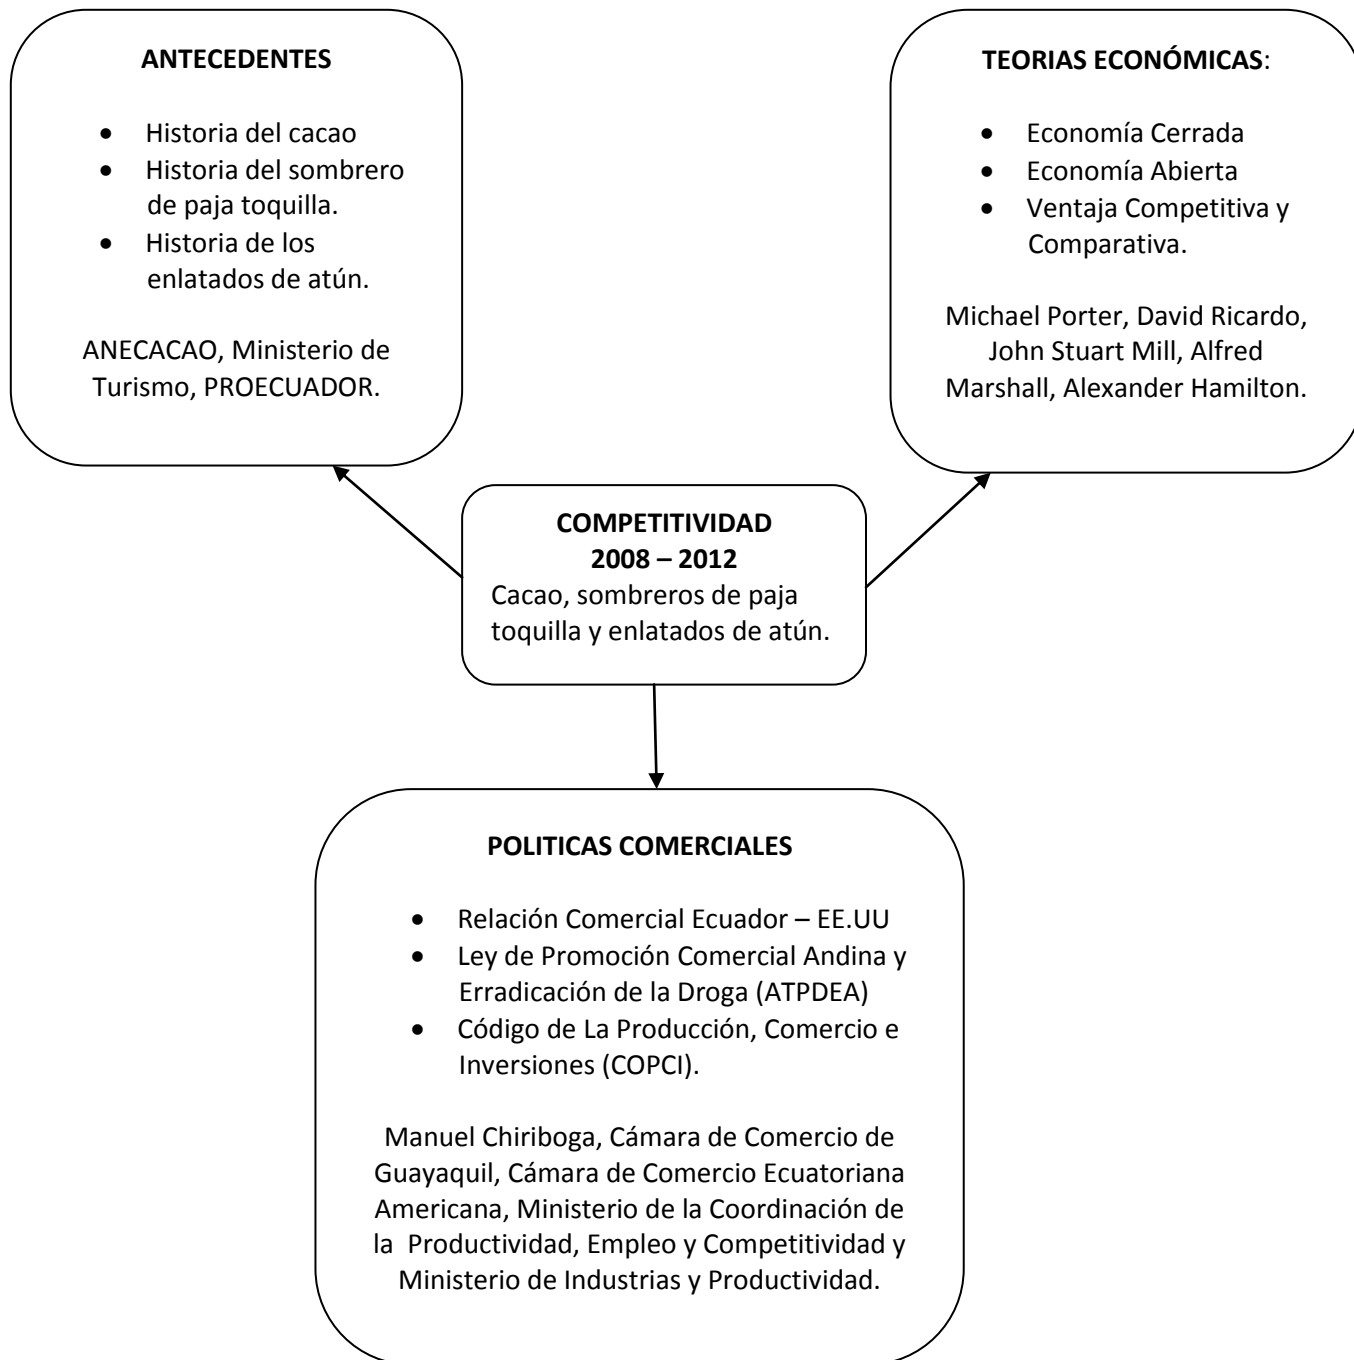 ANTECEDENTES
• Historia del cacao
• Historia del sombrero
de paja toquilla.
• Historia de los
enlatados de atún.
ANECACAO, Ministerio de
Turismo, PROECUADOR.
TEORIAS ECONÓMICAS:
• Economía Cerrada
• Economía Abierta
• Ventaja Competitiva y
Comparativa.
Michael Porter, David Ricardo,
John Stuart Mill, Alfred
Marshall, Alexander Hamilton.
COMPETITIVIDAD
2008 – 2012
Cacao, sombreros de paja
toquilla y enlatados de atún.
POLITICAS COMERCIALES
• Relación Comercial Ecuador – EE.UU
• Ley de Promoción Comercial Andina y
Erradicación de la Droga (ATPDEA)
• Código de La Producción, Comercio e
Inversiones (COPCI).
Manuel Chiriboga, Cámara de Comercio de
Guayaquil, Cámara de Comercio Ecuatoriana
Americana, Ministerio de la Coordinación de
la Productividad, Empleo y Competitividad y
Ministerio de Industrias y Productividad.